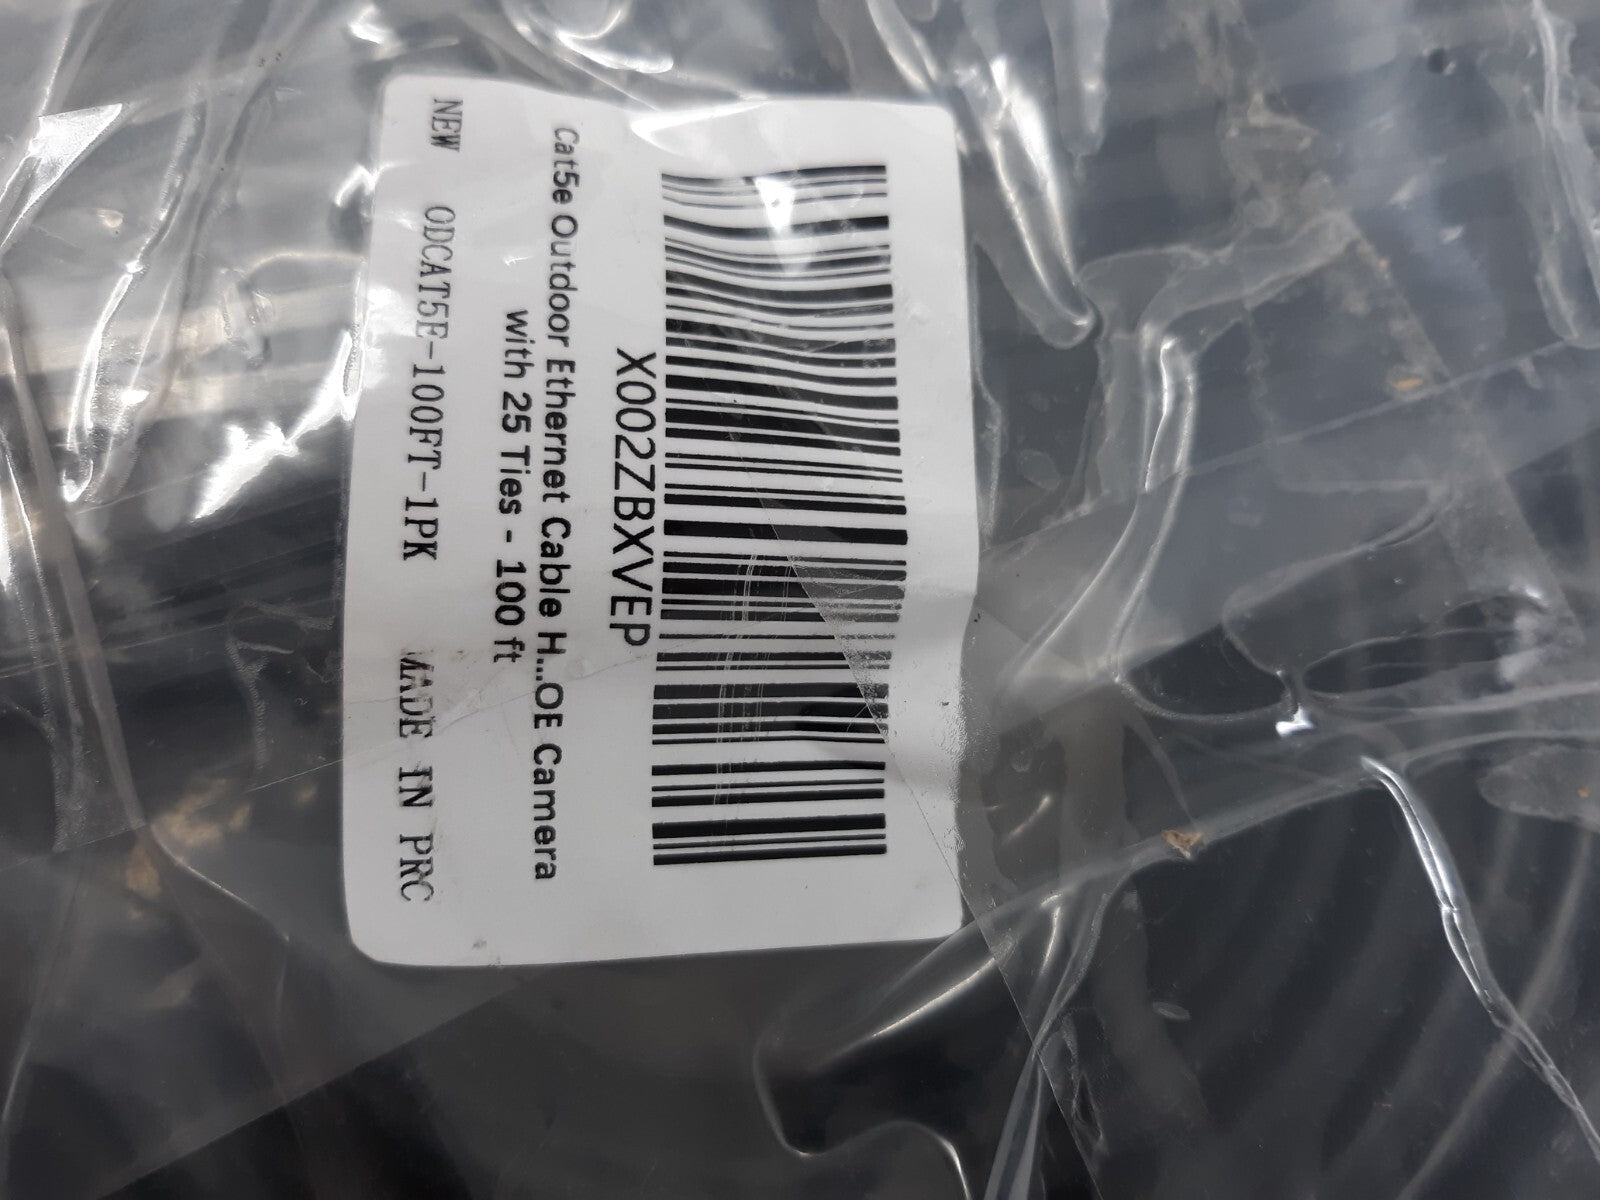 X002ZBXVEP
Cat5e Outdoor Ethernet Cable H...OE Camera
with 25 Ties - 100 ft
NEW ODCAT5E-100FT-1PK MADE IN PRC